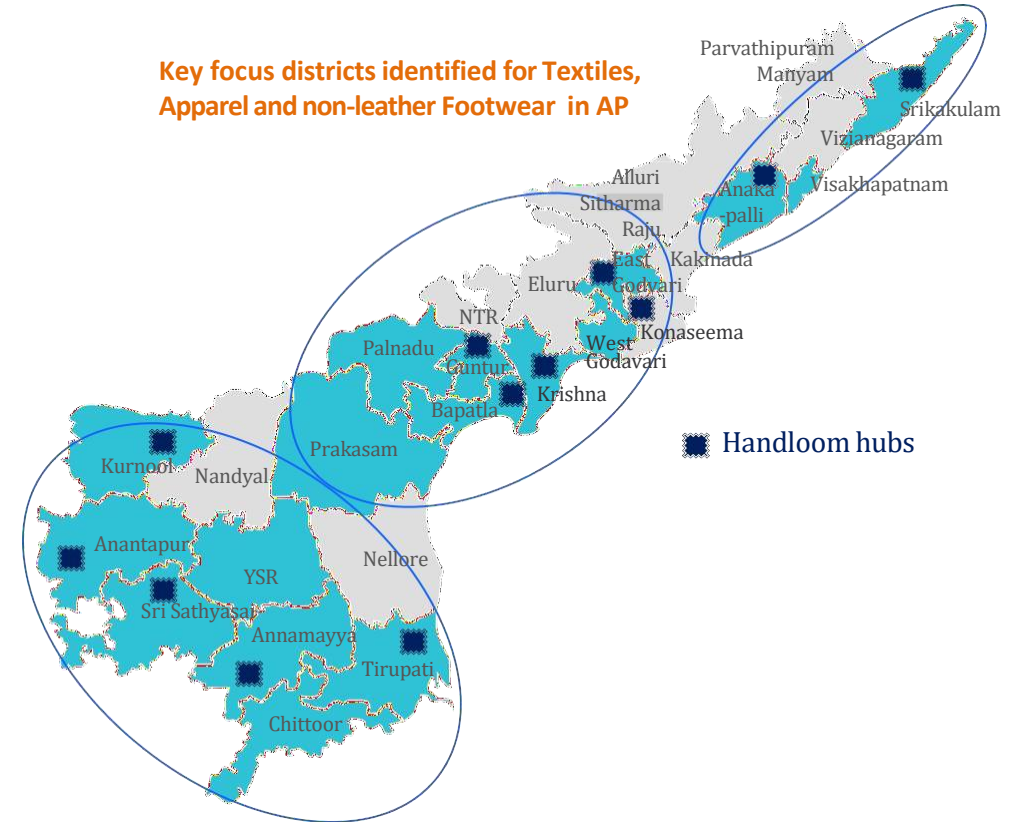 Key focus districts identified for Textiles,
Apparel and non-leather Footwear in AP
Parvathipuram
Manyam
Srikakulam
Vizianagaram
Visakhapatnam
Anaka
-palli
Alluri
Sitharma
Raju
East
Godvari
Kakinada
Eluru
Konaseema
West
Godavari
NTR
Palnadu
Guntur
Krishna
Bapatla
Prakasam
Handloom hubs
Kurnool
Nandyal
Anantapur
YSR
Nellore
Sri Sathyasai
Annamayya
Tirupati
Chittoor